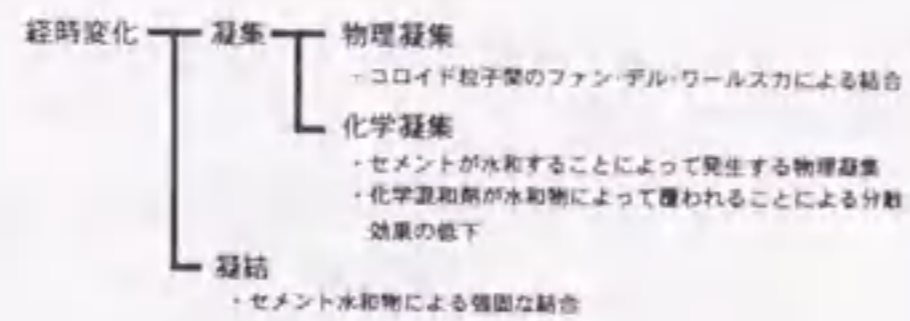 経時変化 凝集 物理凝集
・コロイド粒子間のファン・デル・ワールス力による結合
化学凝集
・セメントが水和することによって発生する物理凝集
・化学混和剤が水和物によって覆われることによる分散
効果の低下
凝結
・セメント水和物による強固な結合